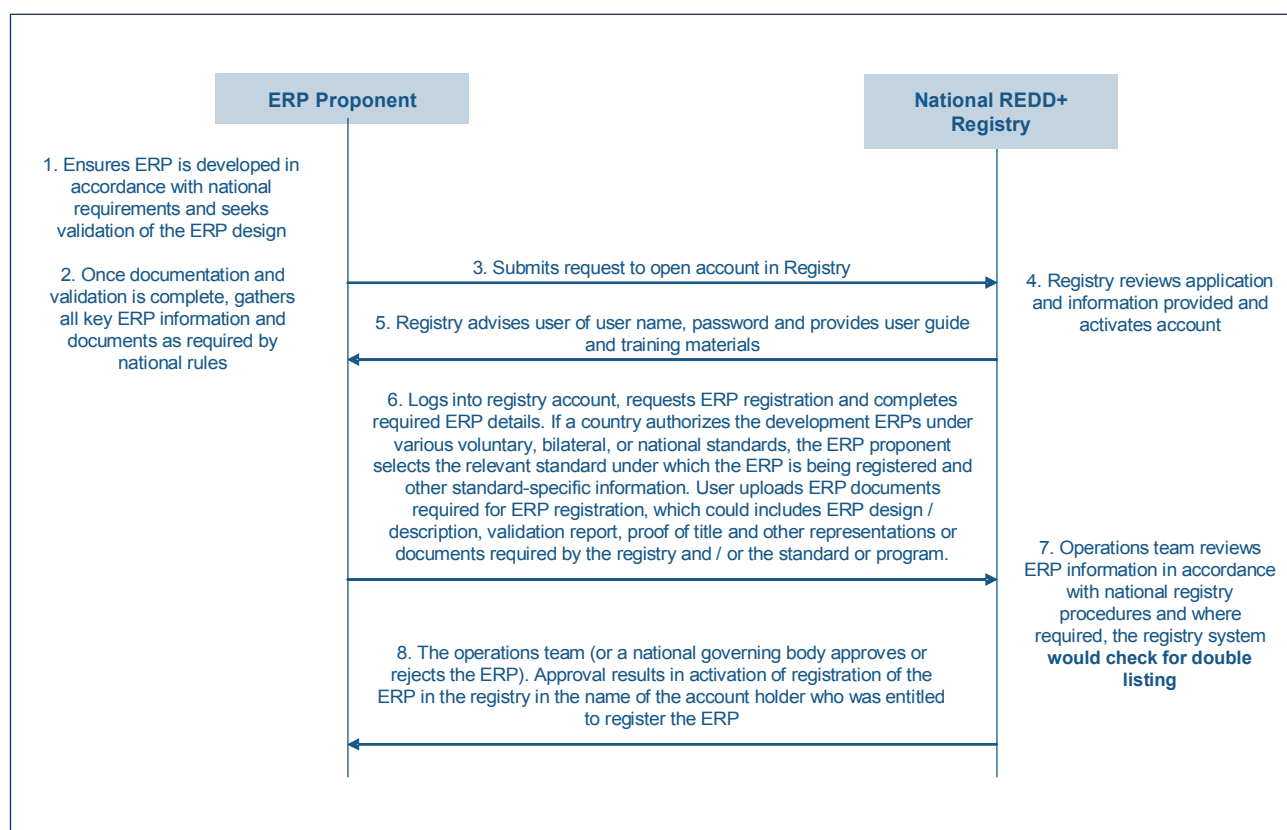 ERP Proponent
National REDD+
Registry
1. Ensures ERP is developed in
accordance with national
requirements and seeks
validation of the ERP design
2. Once documentation and
validation is complete, gathers
all key ERP information and
documents as required by
national rules
3. Submits request to open account in Registry
4. Registry reviews application
and information provided and
activates account
5. Registry advises user of user name, password and provides user guide
and training materials
6. Logs into registry account, requests ERP registration and completes
required ERP details. If a country authorizes the development ERPs under
various voluntary, bilateral, or national standards, the ERP proponent
selects the relevant standard under which the ERP is being registered and
other standard-specific information. User uploads ERP documents
required for ERP registration, which could includes ERP design /
description, validation report, proof of title and other representations or
documents required by the registry and / or the standard or program.
7. Operations team reviews
ERP information in accordance
with national registry
procedures and where
required, the registry system
would check for double
listing
8. The operations team (or a national governing body approves or
rejects the ERP). Approval results in activation of registration of the
ERP in the registry in the name of the account holder who was entitled
to register the ERP